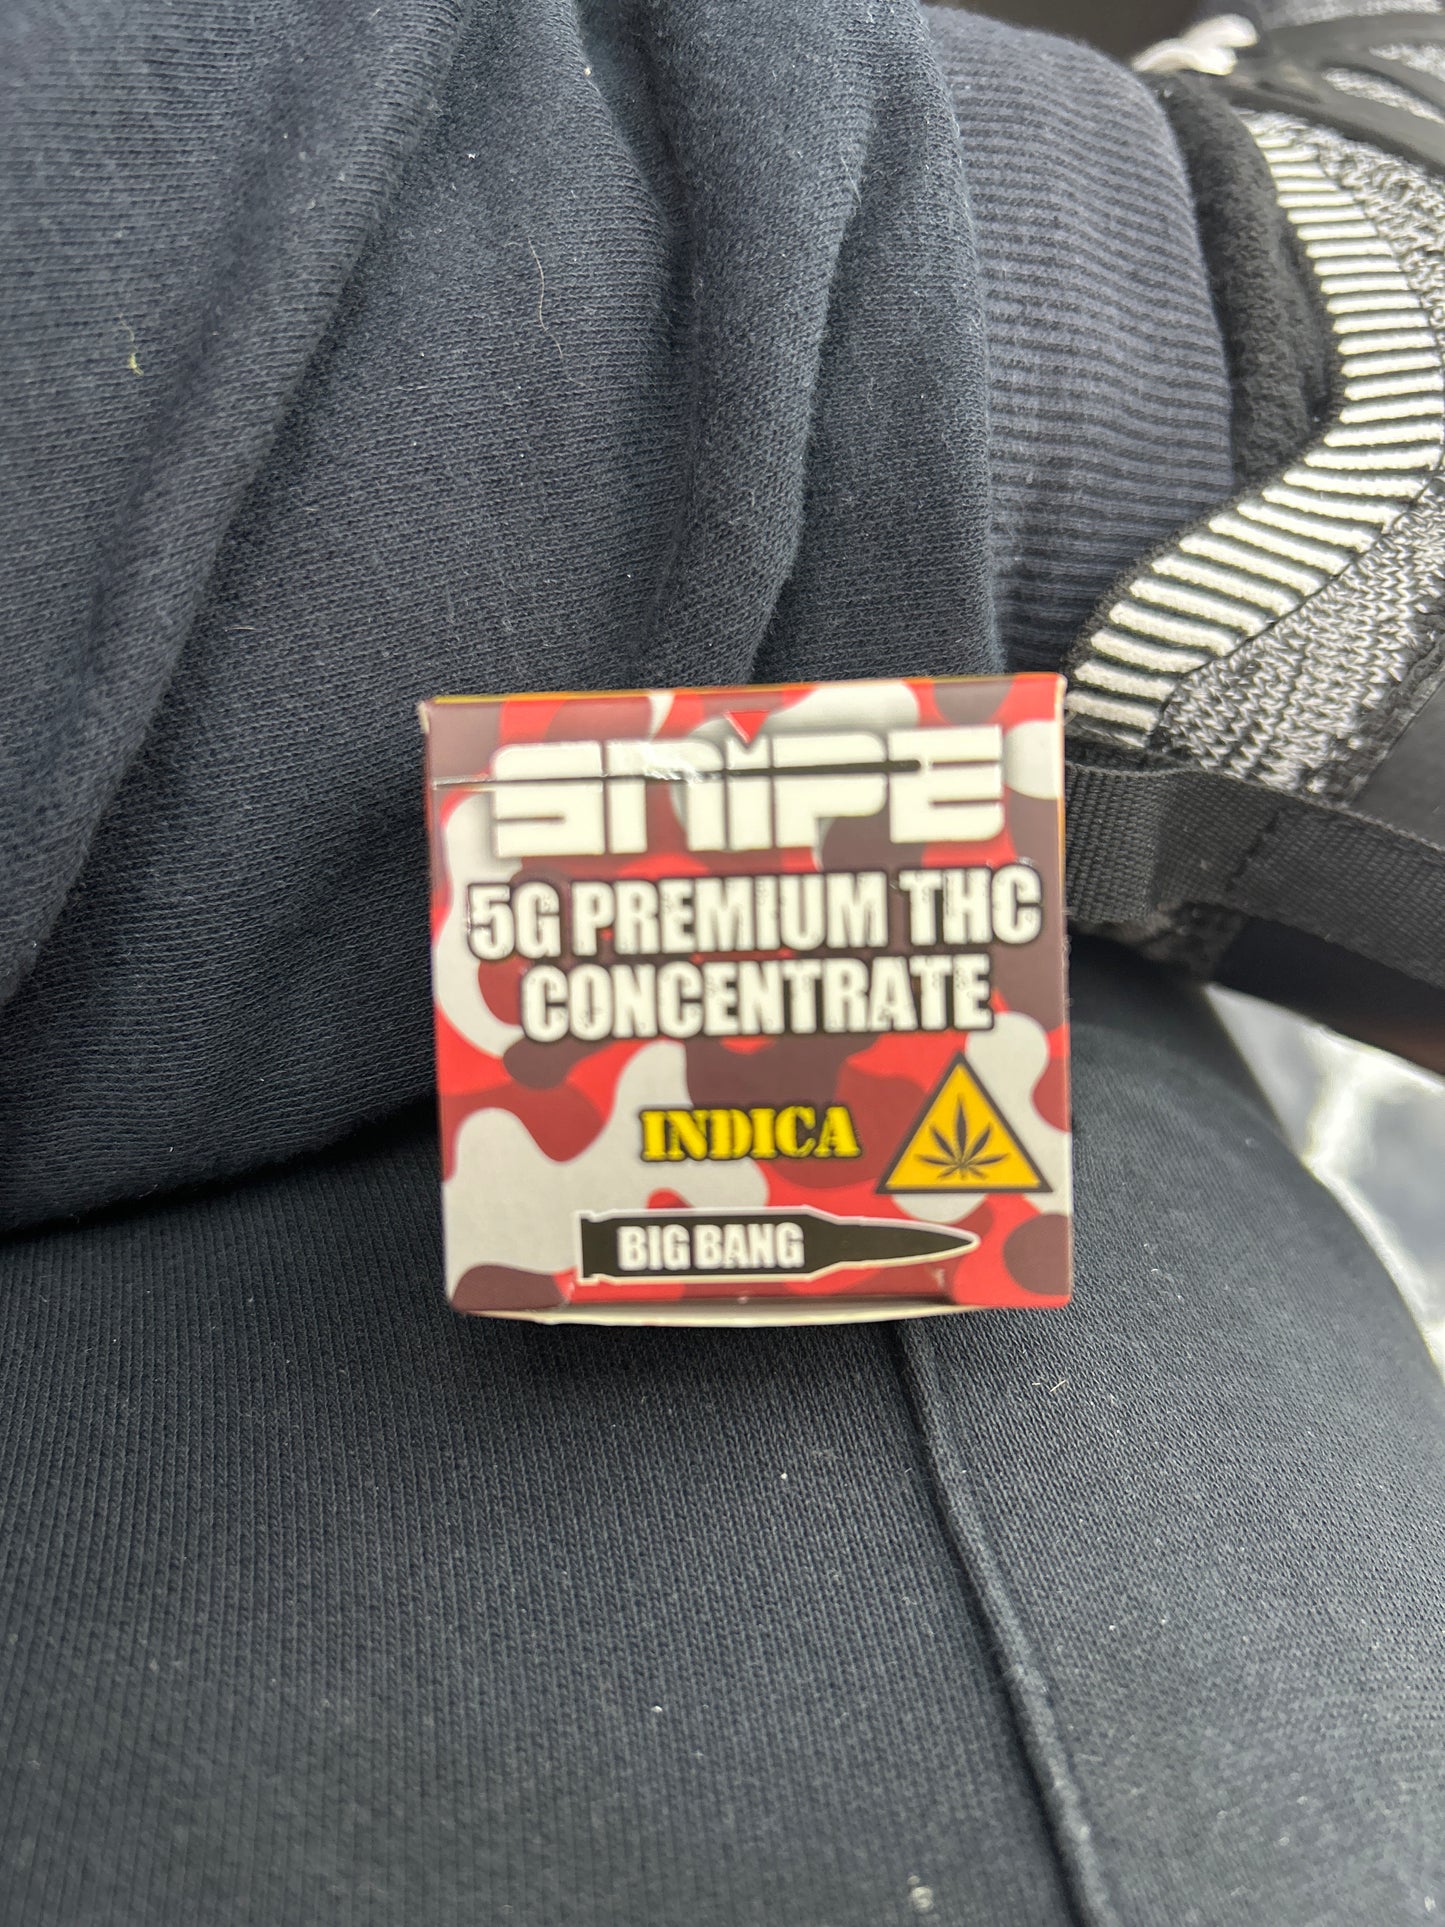 SNIPE
5G PREMIUM THC
CONCENTRATE
INDICA
BIG BANG